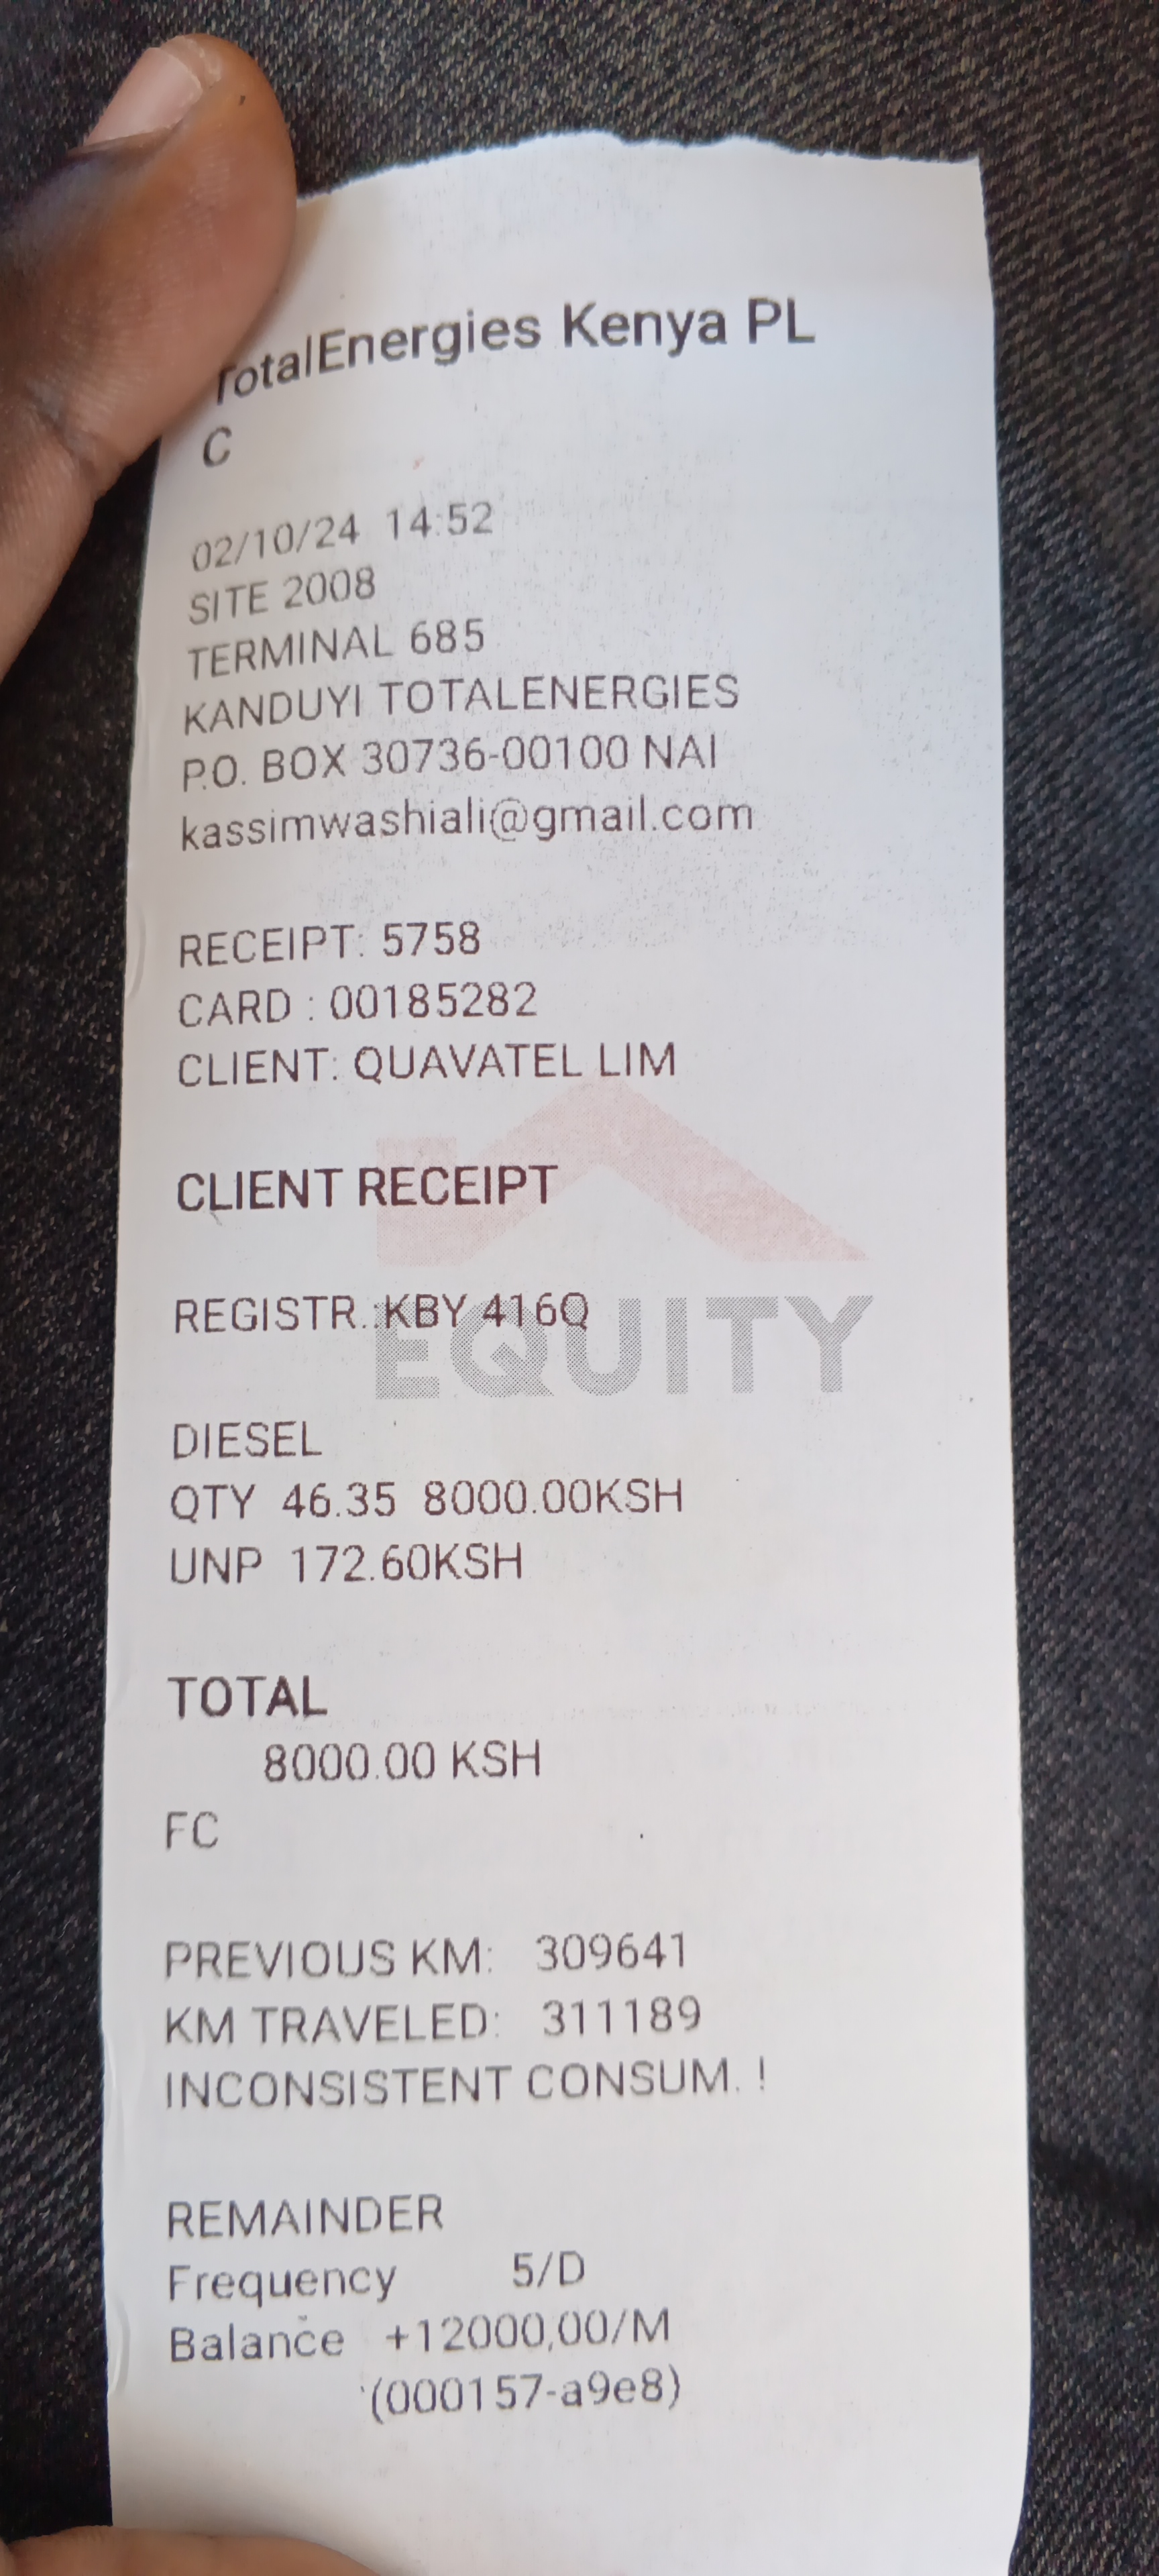 TotalEnergies Kenya PL
C
02/10/24 14:52
SITE 2008
TERMINAL 685
KANDUYI TOTALENERGIES
P.O. BOX 30736-00100 NAI
kassimwashiali@gmail.com
RECEIPT: 5758
CARD : 00185282
CLIENT: QUAVATEL LIM
CLIENT RECEIPT
REGISTR.:KBY 416Q
EQUITY
DIESEL
QTY 46.35 8000.00KSH
UNP 172.60KSH
TOTAL
8000.00 KSH
FC
PREVIOUS KM: 309641
KM TRAVELED: 311189
INCONSISTENT CONSUM. !
REMAINDER
Frequency 5/D
Balance +12000,00/M
(000157-a9e8)